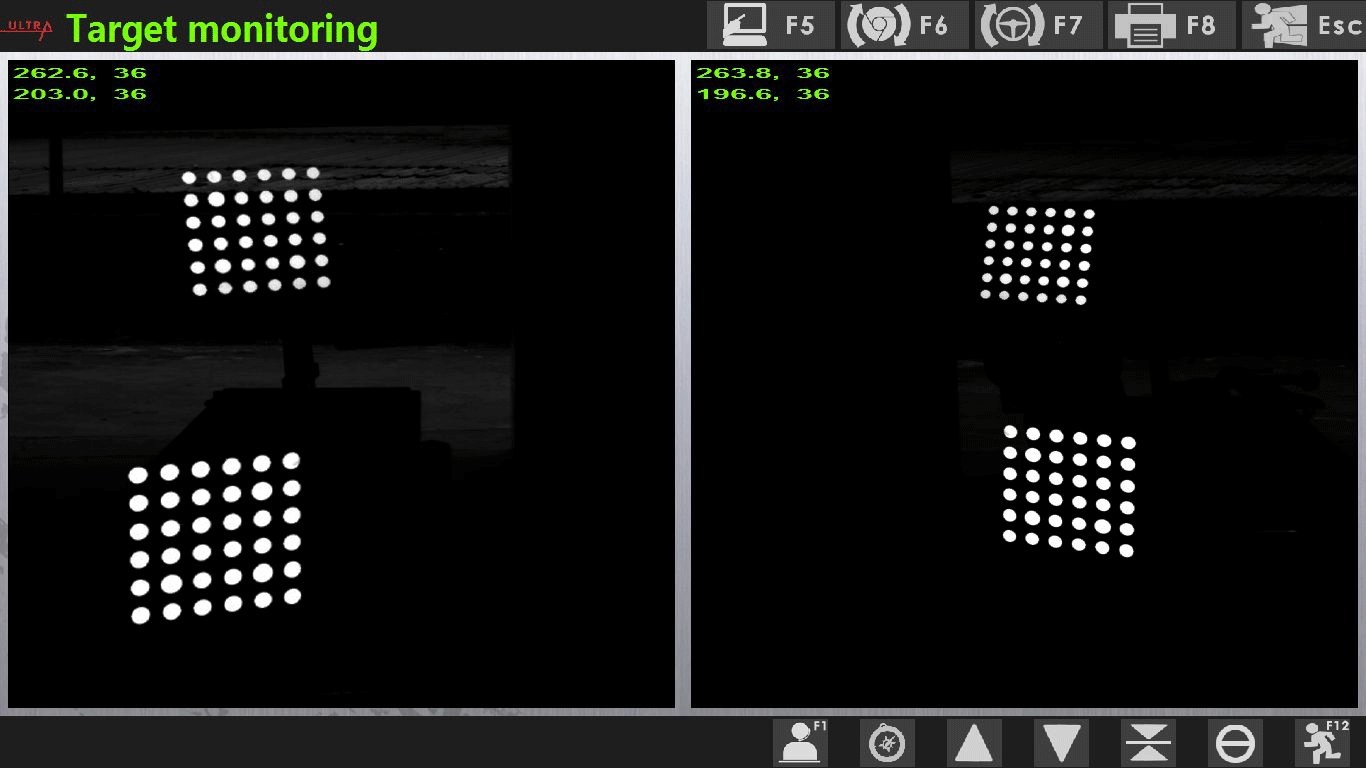 ULTRA Target monitoring
F5
F6
F7
F8
Esc
262.6, 36
203.0, 36
263.8, 36
196.6, 36
F1
F12